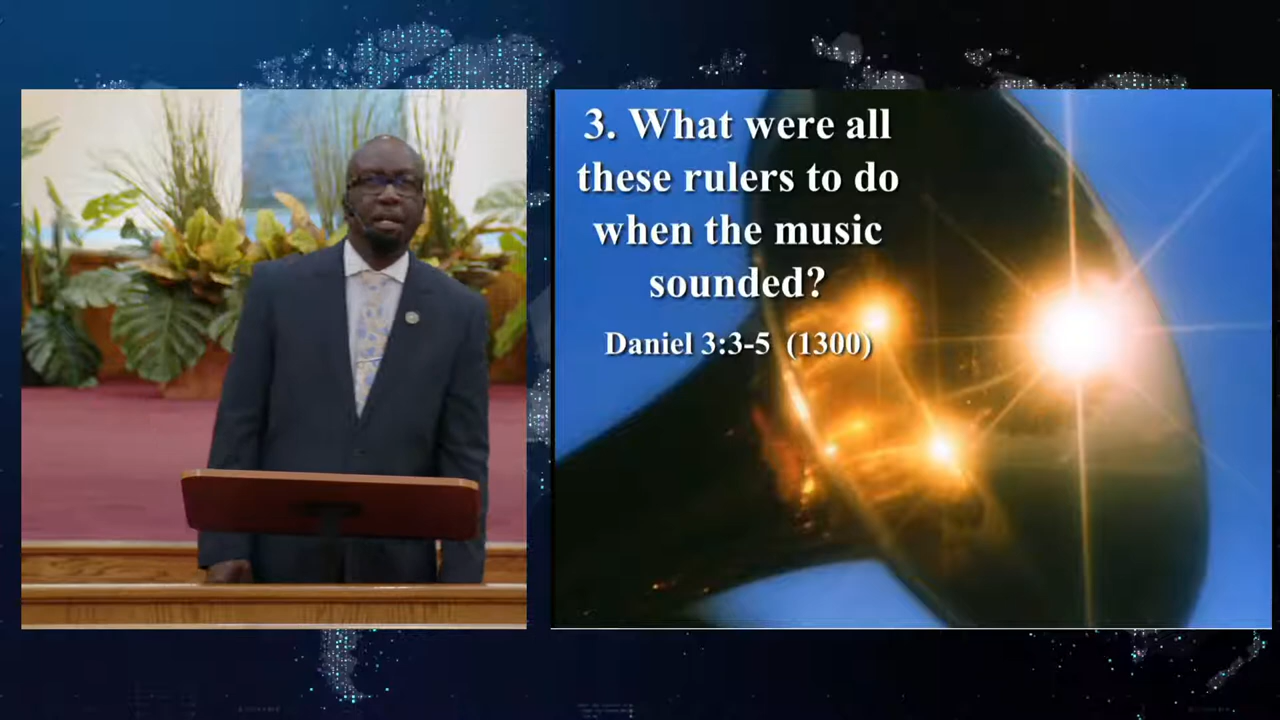 3. What were all
these rulers to do
when the music
sounded?
Daniel 3:3-5 (1300)